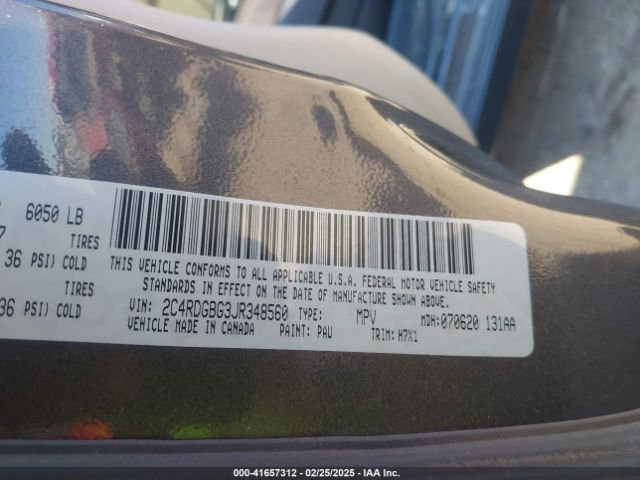 6050 LB
TIRES
36 PSI) COLD
TIRES
36 PSI) COLD
THIS VEHICLE CONFORMS TO ALL APPLICABLE U.S.A. FEDERAL MOTOR VEHICLE SAFETY
STANDARDS IN EFFECT ON THE DATE OF MANUFACTURE SHOWN ABOVE.
VIN: 2C4RDGBG3JR348560 TYPE: MPV MDH:070620 131AA
VEHICLE MADE IN CANADA PAINT: PAU TRIM: H7X1
000-41657312 - 02/25/2025 - IAA Inc.